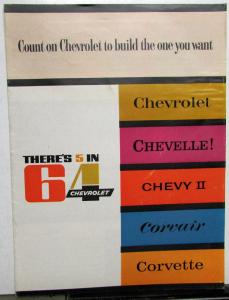 Count on Chevrolet to build the one you want
Chevrolet
CHEVELLE!
THERE'S 5 IN
64
CHEVROLET
CHEVY II
Corvair
Corvette